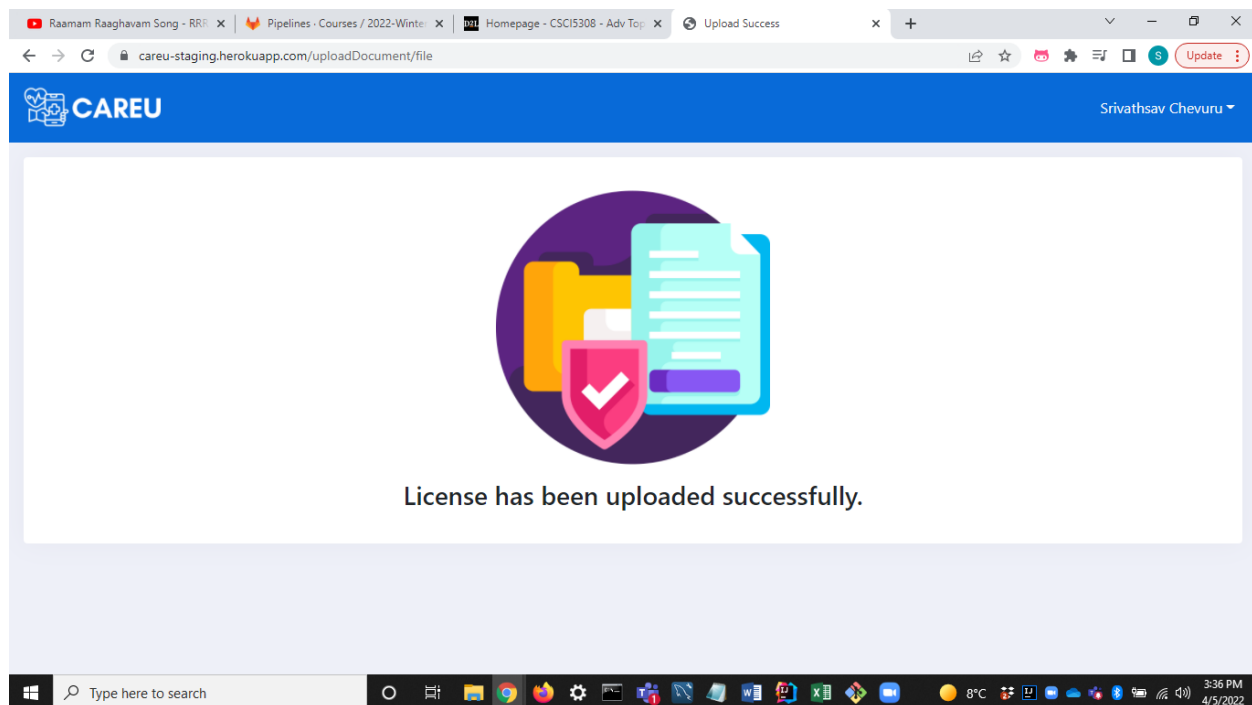 Raamam Raaghavam Song - RRR
Pipelines · Courses / 2022-Winte
D2L Homepage - CSCI5308 - Adv Top
Upload Success
careu-staging.herokuapp.com/uploadDocument/file
S
Update
CAREU
Srivathsav Chevuru
License has been uploaded successfully.
Type here to search
8°C
3:36 PM
4/5/2022